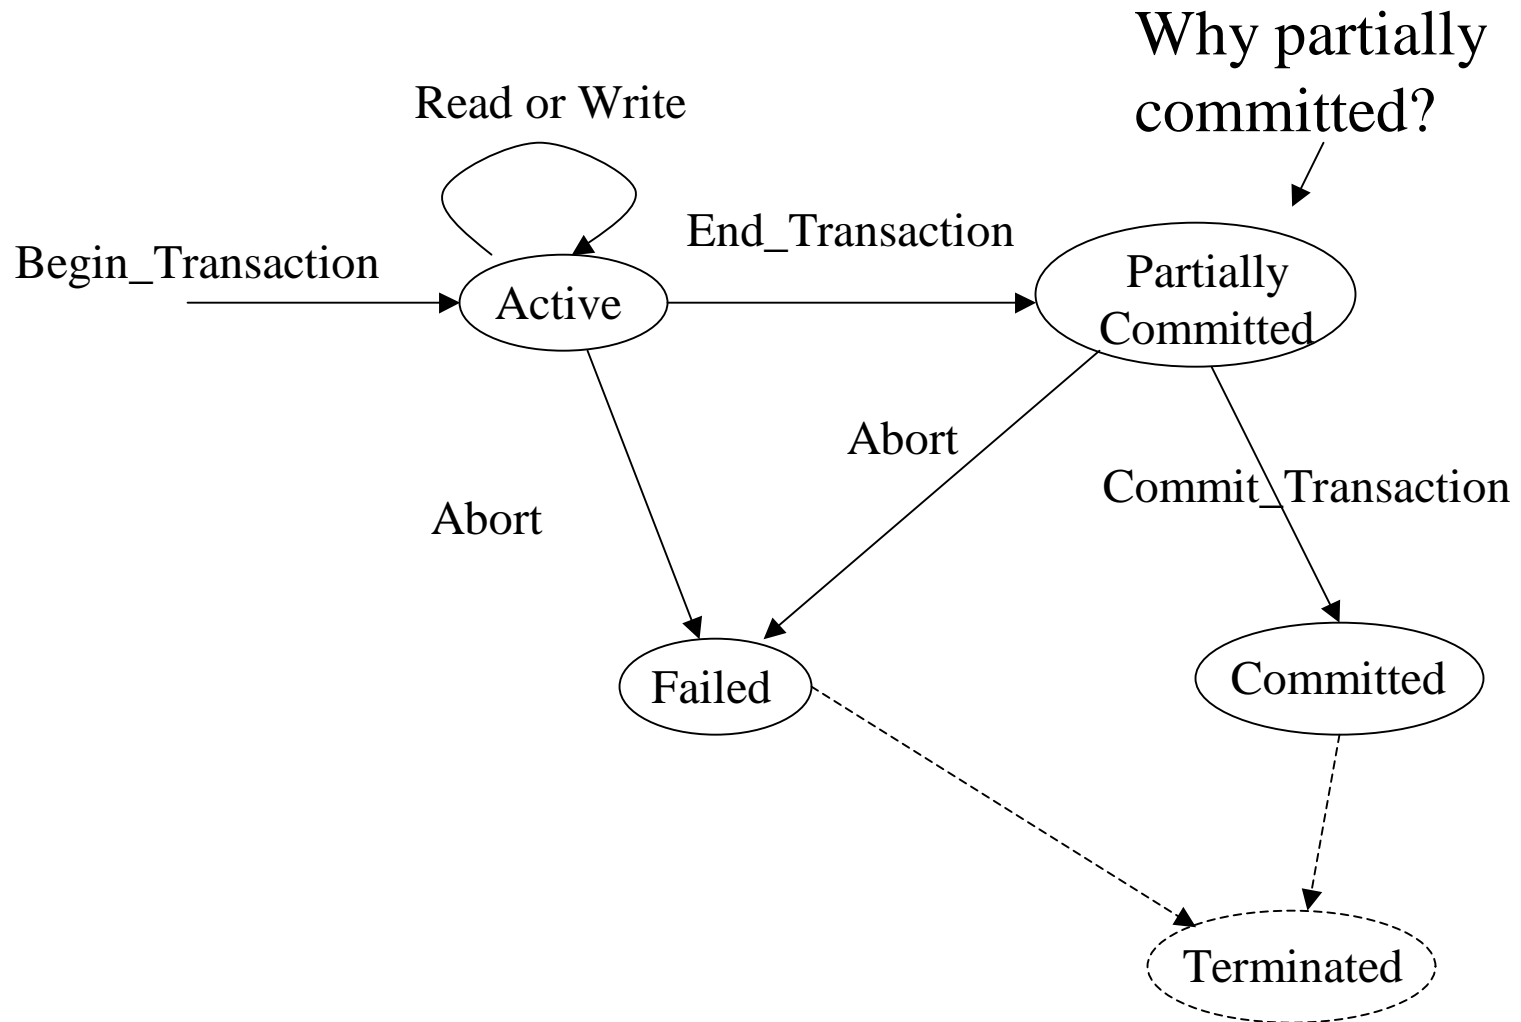 Why partially
committed?
Read or Write
Begin_Transaction
End_Transaction
Active
Partially
Committed
Abort
Abort
Commit_Transaction
Failed
Committed
Terminated